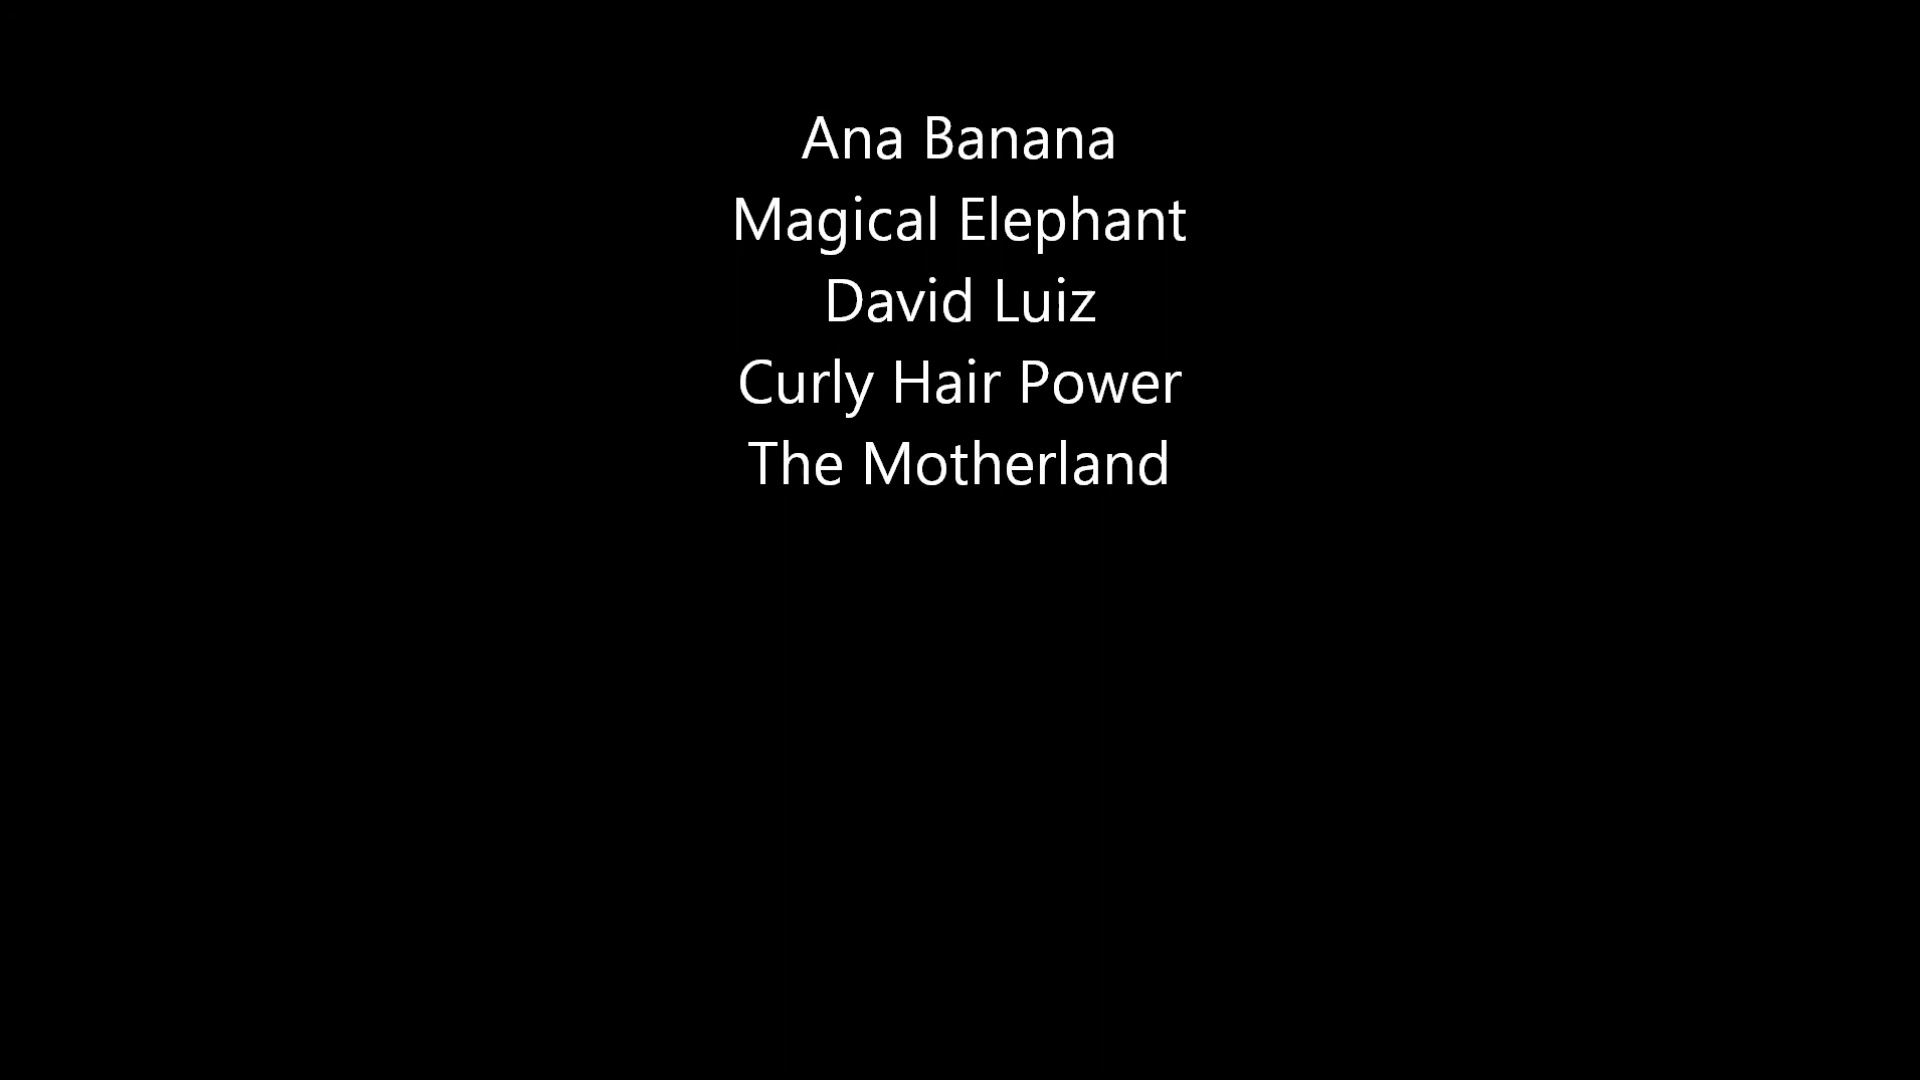 Ana Banana
Magical Elephant
David Luiz
Curly Hair Power
The Motherland